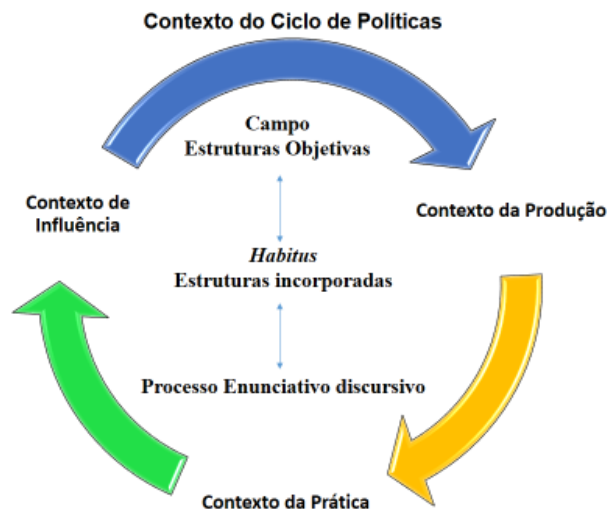 Contexto do Ciclo de Políticas
Campo
Estruturas Objetivas
Contexto de
Influência
Contexto da Produção
Habitus
Estruturas incorporadas
Processo Enunciativo discursivo
Contexto da Prática